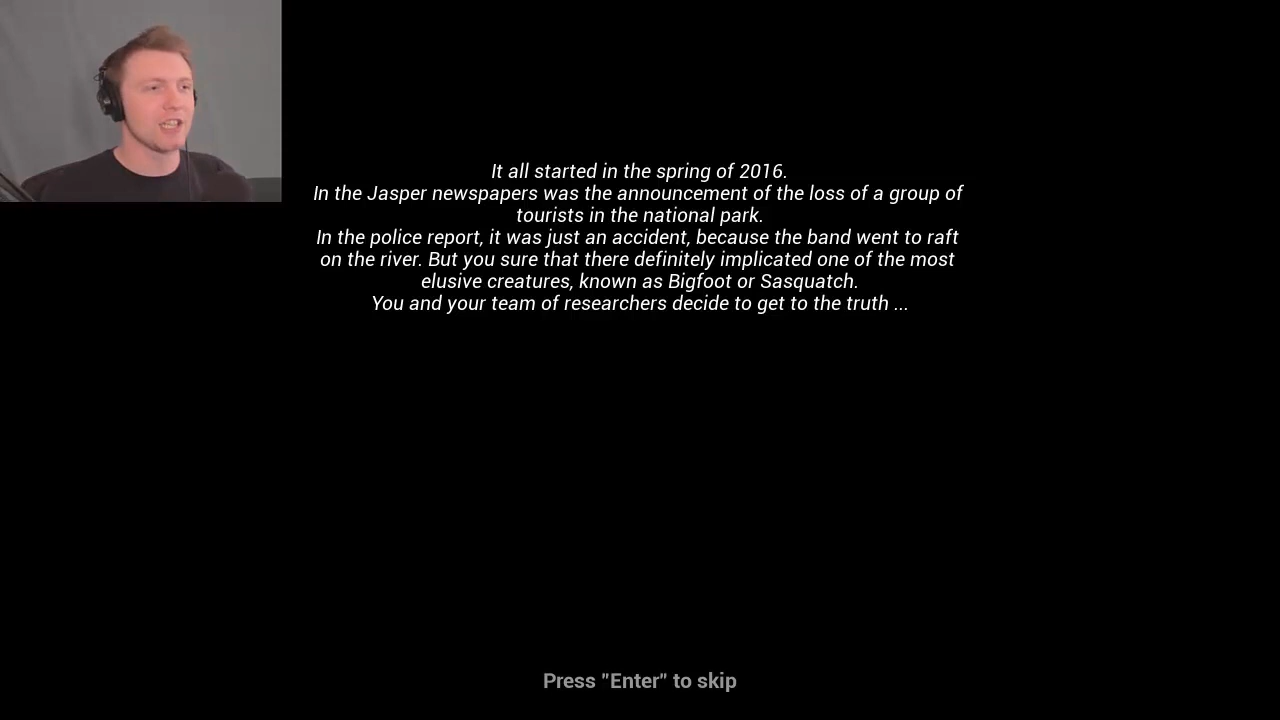 It all started in the spring of 2016.
In the Jasper newspapers was the announcement of the loss of a group of
tourists in the national park.
In the police report, it was just an accident, because the band went to raft
on the river. But you sure that there definitely implicated one of the most
elusive creatures, known as Bigfoot or Sasquatch.
You and your team of researchers decide to get to the truth ...
Press "Enter" to skip